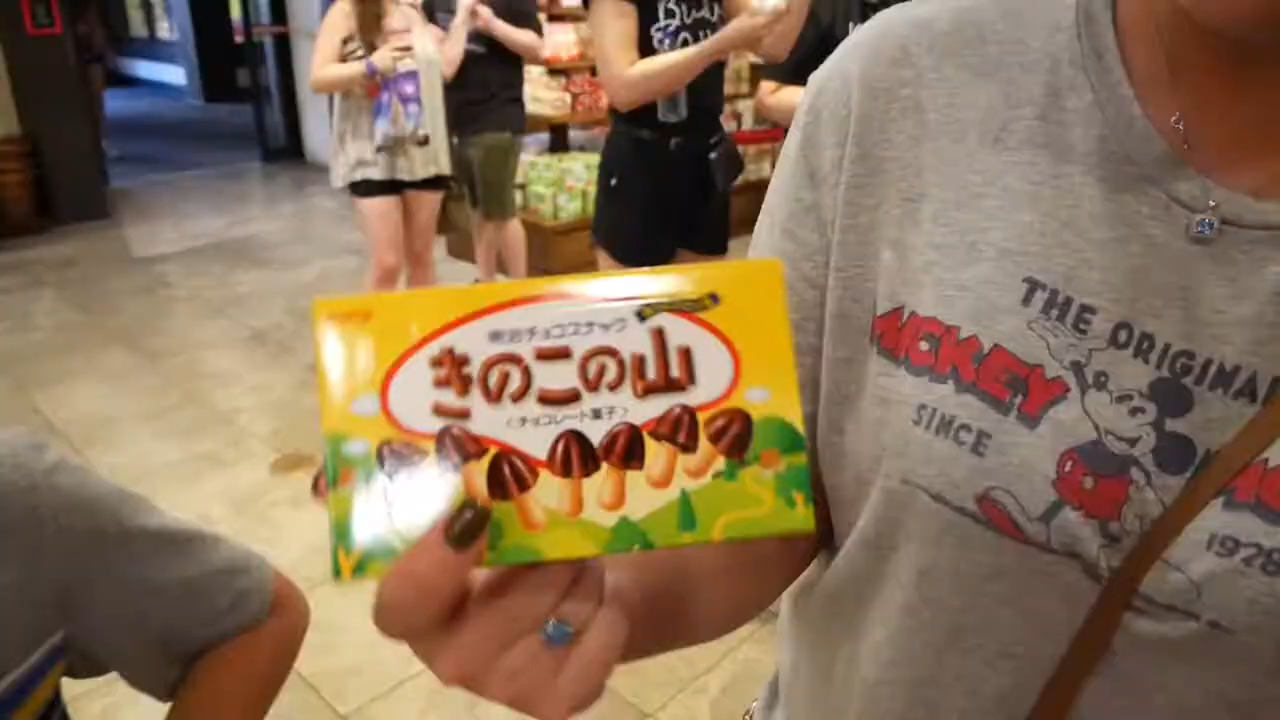 明治チョコスナック
きのこの山
〈チョコレート菓子〉
THE ORIGINAL
MICKEY
SINCE
1928